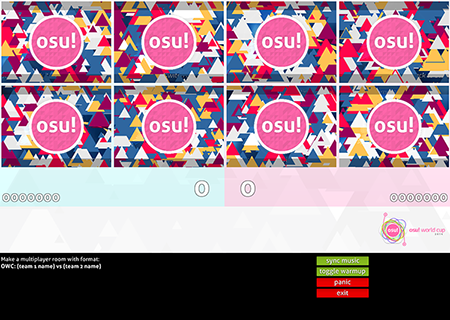 osu! osu! osu! osu!
osu! osu! osu! osu!
0000000 0 0 0000000
osu! osu! world cup
Make a multiplayer room with format:
OWC: (team 1 name) vs (team 2 name)
sync music
toggle warmup
panic
exit